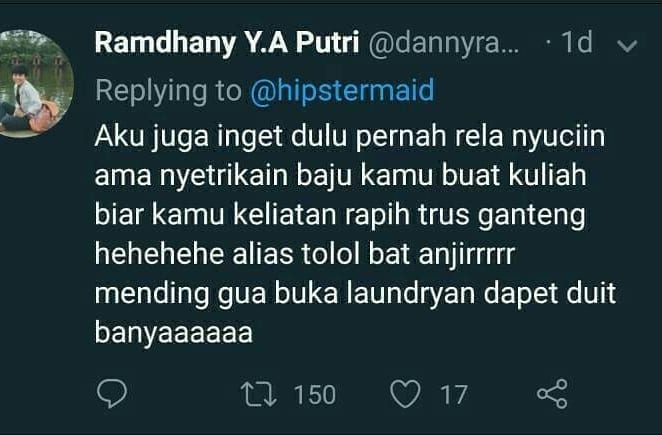 Ramdhany Y.A Putri @dannyra... · 1d
Replying to @hipstermaid
Aku juga inget dulu pernah rela nyuciin
ama nyetrikain baju kamu buat kuliah
biar kamu keliatan rapih trus ganteng
hehehehe alias tolol bat anjirrrrr
mending gua buka laundryan dapet duit
banyaaaaaa
150 17